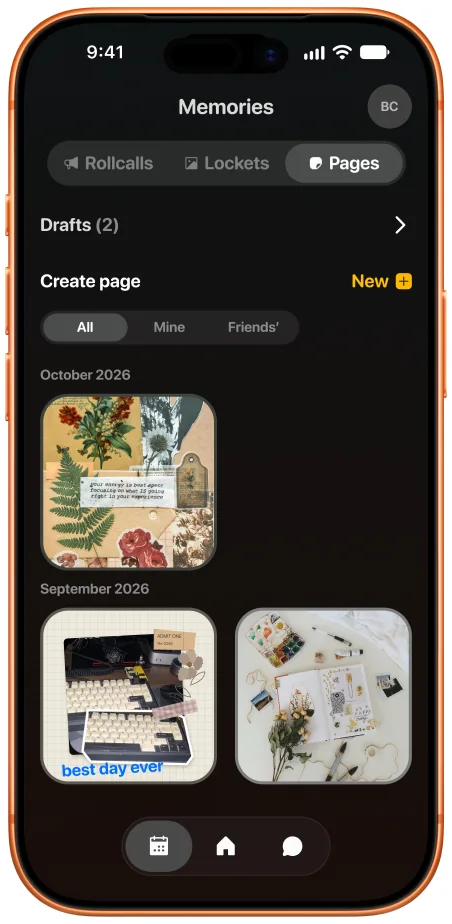 9:41
Memories
BC
Rollcalls
Lockets
Pages
Drafts (2)
Create page
New
All
Mine
Friends’
October 2026
your energy is best spent
focusing on what IS going
right in your experience
September 2026
ADMIT ONE
best day ever